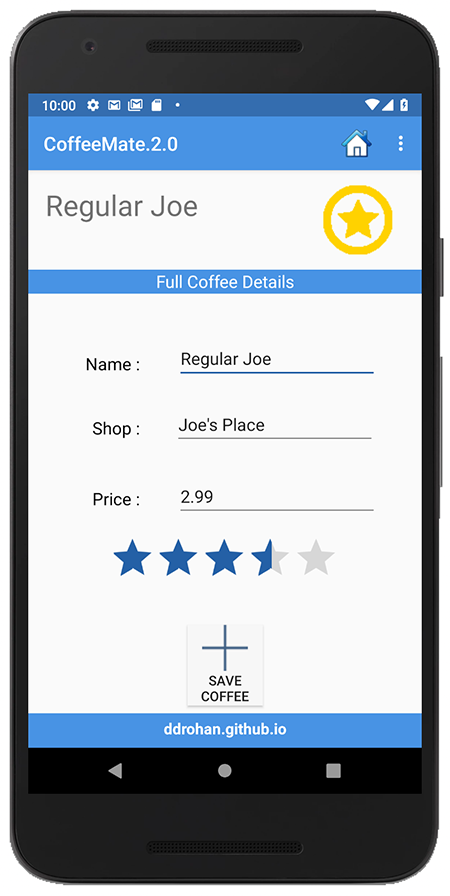 10:00
CoffeeMate.2.0
Regular Joe
Full Coffee Details
Name : Regular Joe
Shop : Joe's Place
Price : 2.99
SAVE
COFFEE
ddrohan.github.io